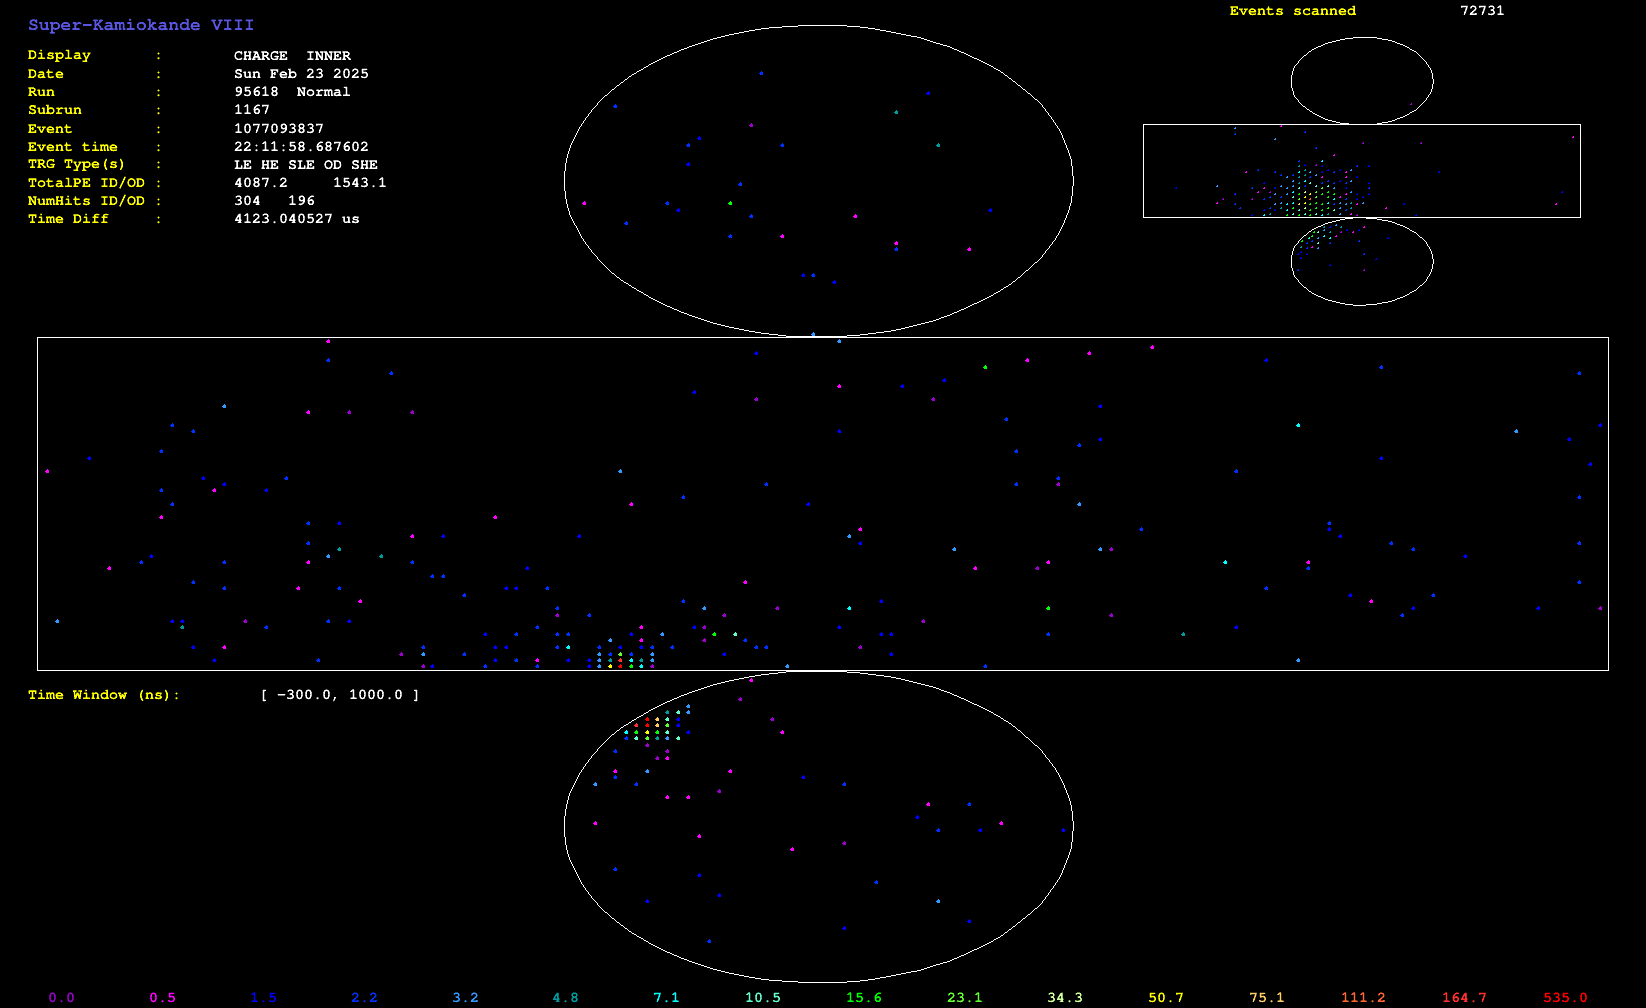 Super-Kamiokande VIII
Events scanned 72731
Display : CHARGE INNER
Date : Sun Feb 23 2025
Run : 95618 Normal
Subrun : 1167
Event : 1077093837
Event time : 22:11:58.687602
TRG Type(s) : LE HE SLE OD SHE
TotalPE ID/OD : 4087.2 1543.1
NumHits ID/OD : 304 196
Time Diff : 4123.040527 us
Time Window (ns): [ -300.0, 1000.0 ]
0.0 0.5 1.5 2.2 3.2 4.8 7.1 10.5 15.6 23.1 34.3 50.7 75.1 111.2 164.7 535.0